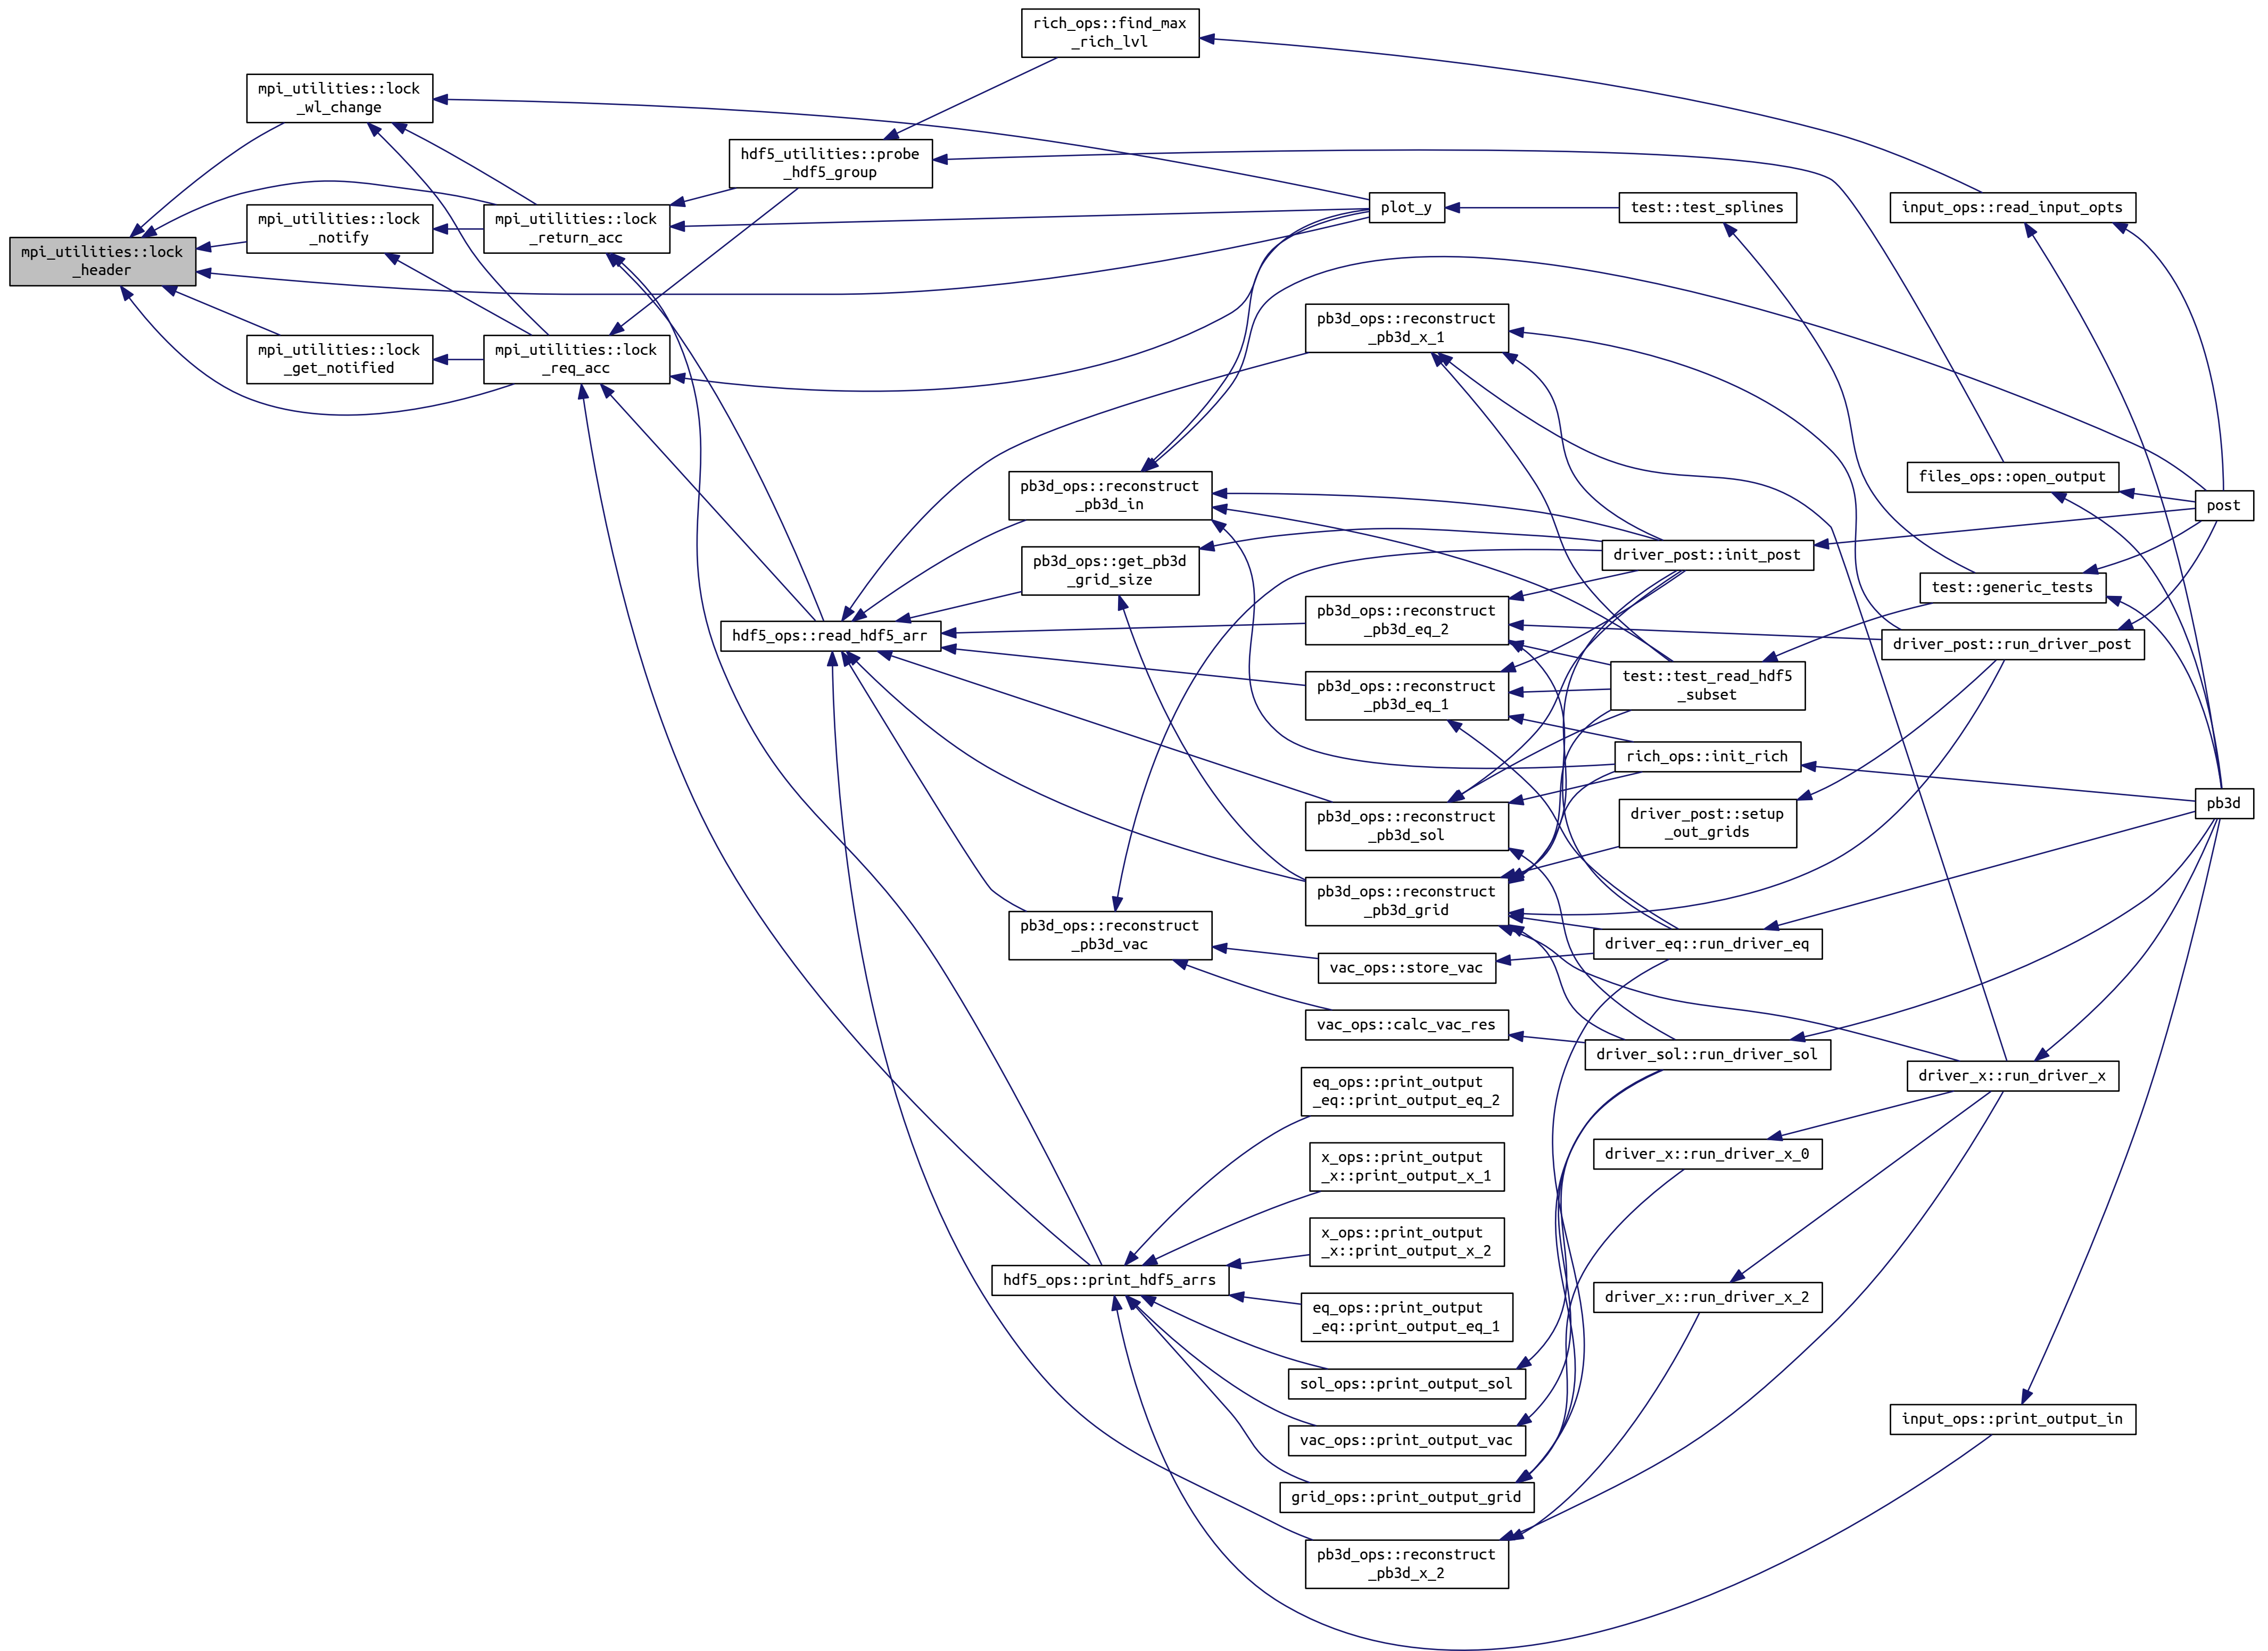 mpi_utilities::lock
_header
mpi_utilities::lock
_wl_change
mpi_utilities::lock
_notify
mpi_utilities::lock
_get_notified
mpi_utilities::lock
_return_acc
mpi_utilities::lock
_req_acc
hdf5_utilities::probe
_hdf5_group
hdf5_ops::read_hdf5_arr
rich_ops::find_max
_rich_lvl
pb3d_ops::reconstruct
_pb3d_in
pb3d_ops::get_pb3d
_grid_size
pb3d_ops::reconstruct
_pb3d_vac
hdf5_ops::print_hdf5_arrs
plot_y
pb3d_ops::reconstruct
_pb3d_x_1
pb3d_ops::reconstruct
_pb3d_eq_2
pb3d_ops::reconstruct
_pb3d_eq_1
pb3d_ops::reconstruct
_pb3d_sol
pb3d_ops::reconstruct
_pb3d_grid
vac_ops::store_vac
vac_ops::calc_vac_res
eq_ops::print_output
_eq::print_output_eq_2
x_ops::print_output
_x::print_output_x_1
x_ops::print_output
_x::print_output_x_2
eq_ops::print_output
_eq::print_output_eq_1
sol_ops::print_output_sol
vac_ops::print_output_vac
grid_ops::print_output_grid
pb3d_ops::reconstruct
_pb3d_x_2
test::test_splines
driver_post::init_post
test::test_read_hdf5
_subset
rich_ops::init_rich
driver_post::setup
_out_grids
driver_eq::run_driver_eq
driver_sol::run_driver_sol
driver_x::run_driver_x_0
driver_x::run_driver_x_2
input_ops::read_input_opts
files_ops::open_output
test::generic_tests
driver_post::run_driver_post
driver_x::run_driver_x
input_ops::print_output_in
post
pb3d